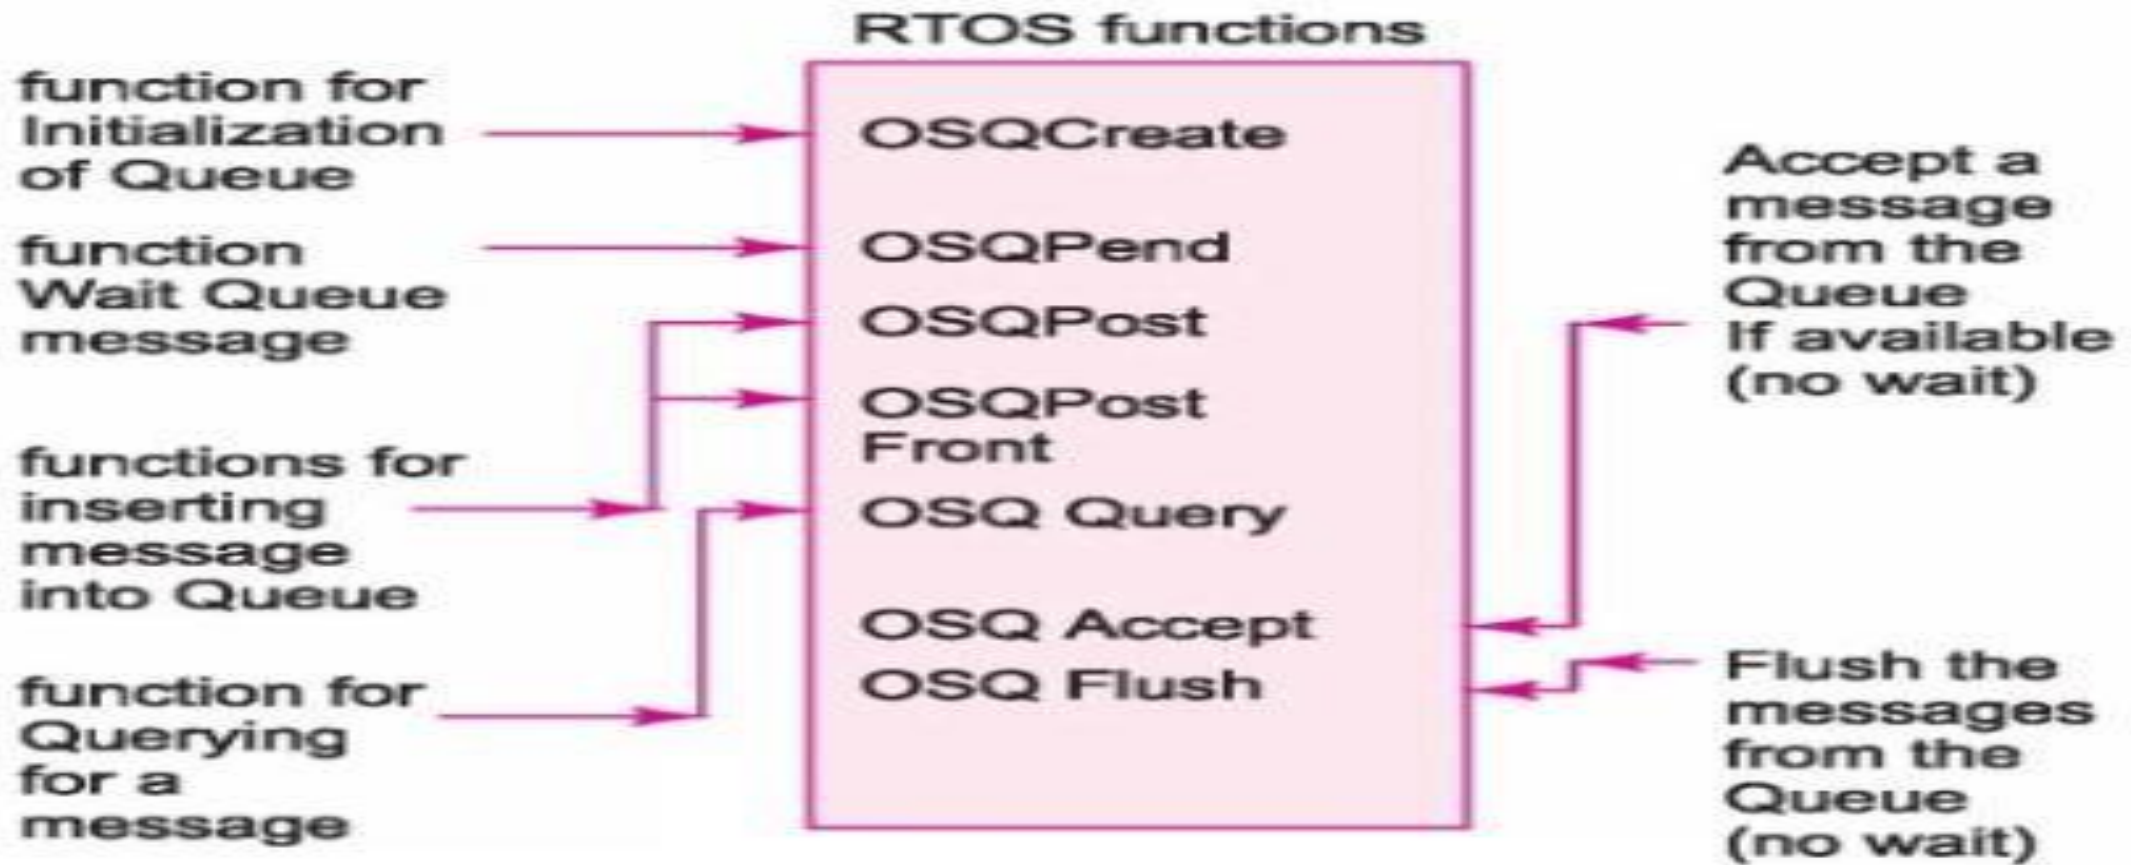 RTOS functions
function for
Initialization
of Queue
function
Wait Queue
message
functions for
inserting
message
into Queue
function for
Querying
for a
message
OSQCreate
OSQPend
OSQPost
OSQPost
Front
OSQ Query
OSQ Accept
OSQ Flush
Accept a
message
from the
Queue
If available
(no wait)
Flush the
messages
from the
Queue
(no wait)